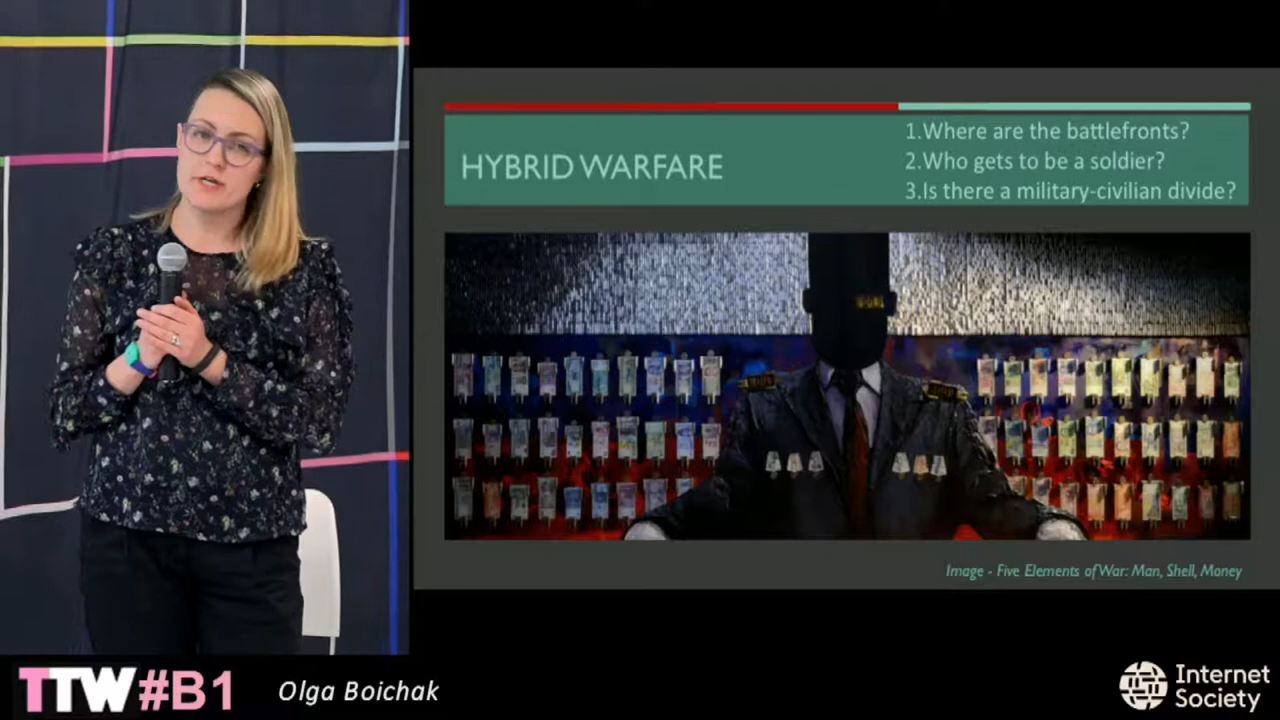 HYBRID WARFARE
1.Where are the battlefronts?
2.Who gets to be a soldier?
3.Is there a military-civilian divide?
Image - Five Elements of War: Man, Shell, Money
TTW#B1
Olga Boichak
Internet
Society